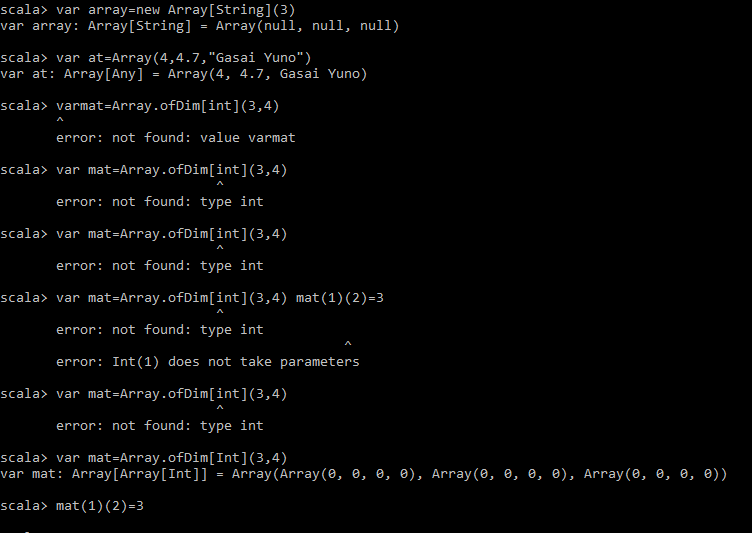 scala> var array=new Array[String](3)
var array: Array[String] = Array(null, null, null)
scala> var at=Array(4,4.7,"Gasai Yuno")
var at: Array[Any] = Array(4, 4.7, Gasai Yuno)
scala> varmat=Array.ofDim[int](3,4)
^
error: not found: value varmat
scala> var mat=Array.ofDim[int](3,4)
^
error: not found: type int
scala> var mat=Array.ofDim[int](3,4)
^
error: not found: type int
scala> var mat=Array.ofDim[int](3,4) mat(1)(2)=3
^
error: not found: type int
^
error: Int(1) does not take parameters
scala> var mat=Array.ofDim[int](3,4)
^
error: not found: type int
scala> var mat=Array.ofDim[Int](3,4)
var mat: Array[Array[Int]] = Array(Array(0, 0, 0, 0), Array(0, 0, 0, 0), Array(0, 0, 0, 0))
scala> mat(1)(2)=3